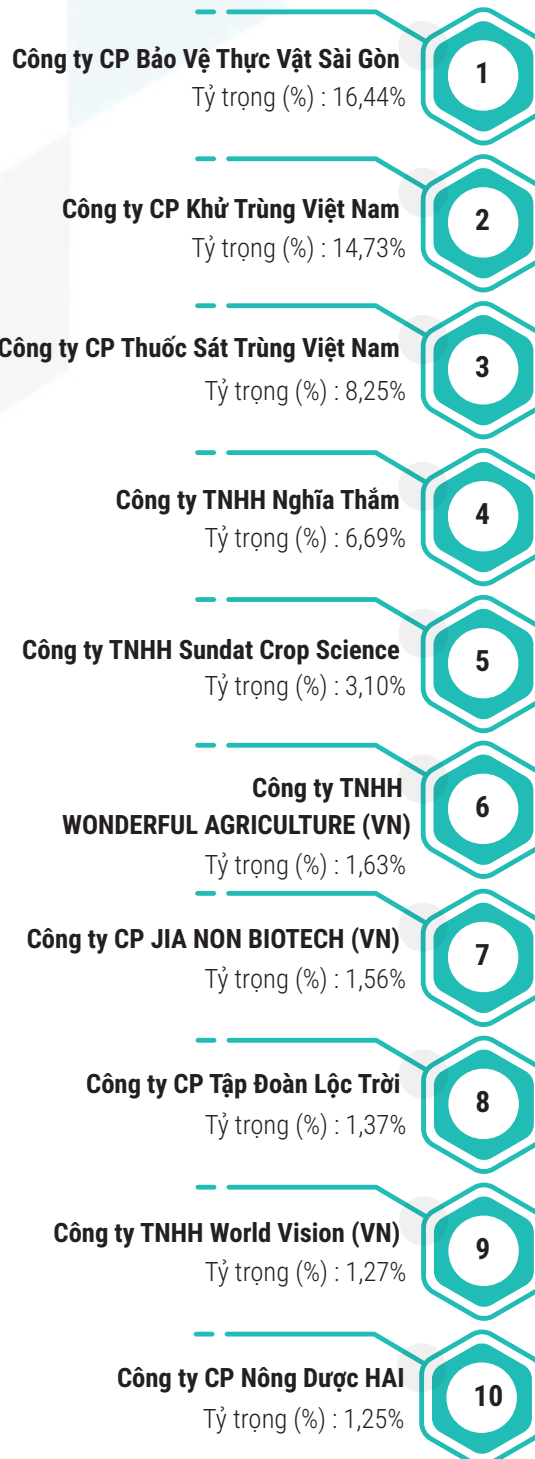 Công ty CP Bảo Vệ Thực Vật Sài Gòn
Tỷ trọng (%) : 16,44%
1
Công ty CP Khử Trùng Việt Nam
Tỷ trọng (%) : 14,73%
2
Công ty CP Thuốc Sát Trùng Việt Nam
Tỷ trọng (%) : 8,25%
3
Công ty TNHH Nghĩa Thắm
Tỷ trọng (%) : 6,69%
4
Công ty TNHH Sundat Crop Science
Tỷ trọng (%) : 3,10%
5
Công ty TNHH
WONDERFUL AGRICULTURE (VN)
Tỷ trọng (%) : 1,63%
6
Công ty CP JIA NON BIOTECH (VN)
Tỷ trọng (%) : 1,56%
7
Công ty CP Tập Đoàn Lộc Trời
Tỷ trọng (%) : 1,37%
8
Công ty TNHH World Vision (VN)
Tỷ trọng (%) : 1,27%
9
Công ty CP Nông Dược HAI
Tỷ trọng (%) : 1,25%
10